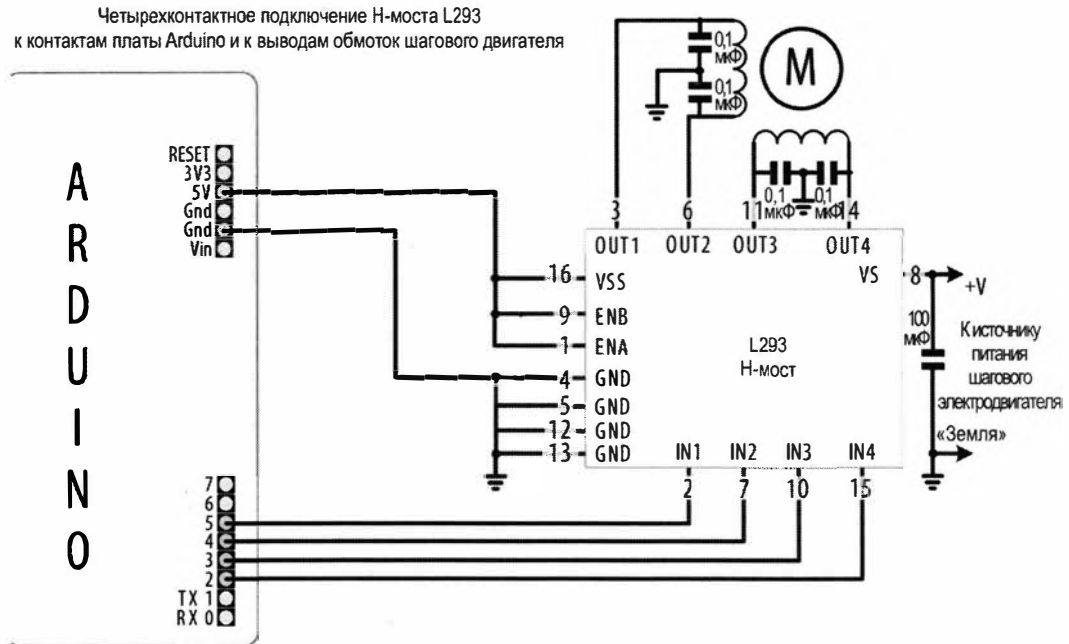 Четырехконтактное подключение Н-моста L293
к контактам платы Arduino и к выводам обмоток шагового двигателя
0,1
мкФ
0,1
мкФ
M
ARDUINO
RESET
3V3
5V
Gnd
Gnd
Vin
0,1
мкФ
0,1
мкФ
3
6
11
14
OUT1
OUT2
OUT3
OUT4
16
VSS
VS
8
+V
9
ENB
1
ENA
L293
Н-мост
4
GND
5
GND
12
GND
13
GND
100
мкФ
К источнику
питания
шагового
электродвигателя
«Земля»
IN1
IN2
IN3
IN4
2
7
10
15
7
6
5
4
3
2
TX 1
RX 0